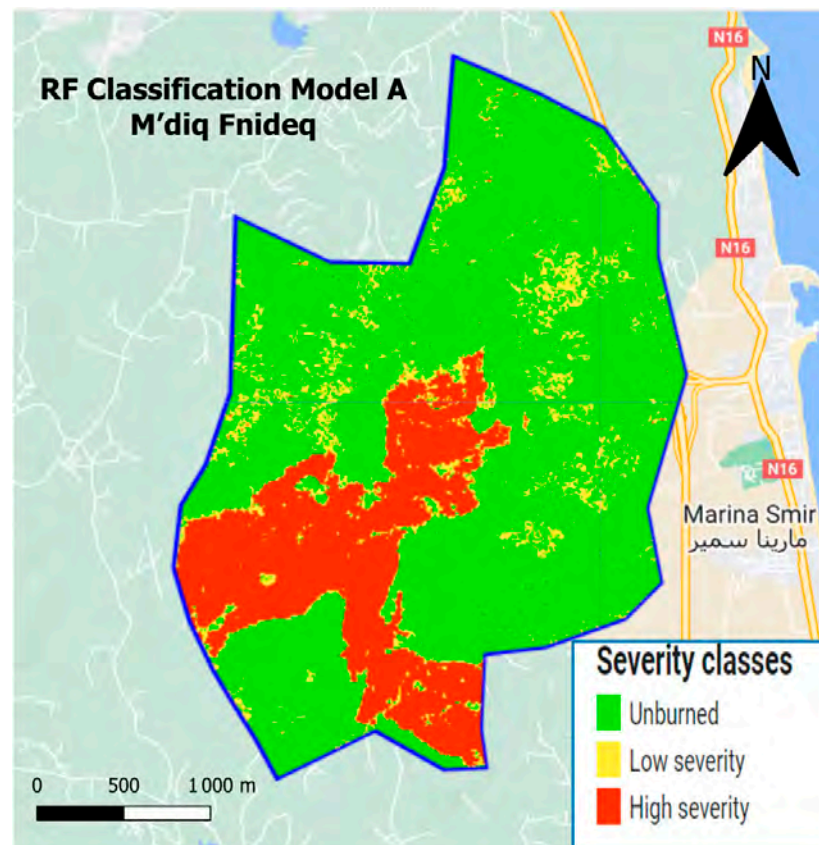 RF Classification Model A
M'diq Fnideq
N16
N
N16
N16
Marina Smir
مارينا سمير
Severity classes
Unburned
Low severity
High severity
0 500 1 000 m